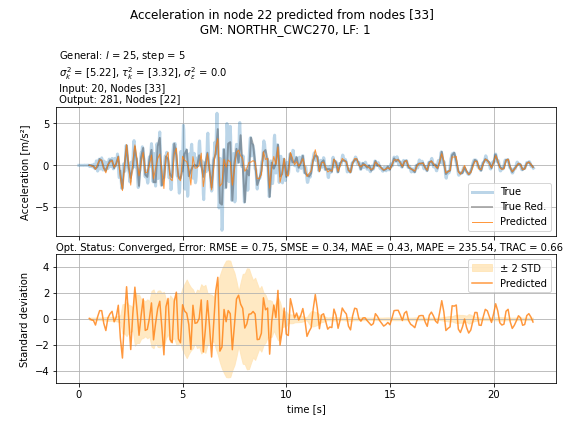 Acceleration in node 22 predicted from nodes [33]
GM: NORTHR_CWC270, LF: 1
General: l = 25, step = 5
σ²ₖ = [5.22], τ²ₖ = [3.32], σ²ε = 0.0
Input: 20, Nodes [33]
Output: 281, Nodes [22]
Acceleration [m/s²]
5
0
−5
True
True Red.
Predicted
Opt. Status: Converged, Error: RMSE = 0.75, SMSE = 0.34, MAE = 0.43, MAPE = 235.54, TRAC = 0.66
Standard deviation
4
2
0
−2
−4
± 2 STD
Predicted
0 5 10 15 20
time [s]